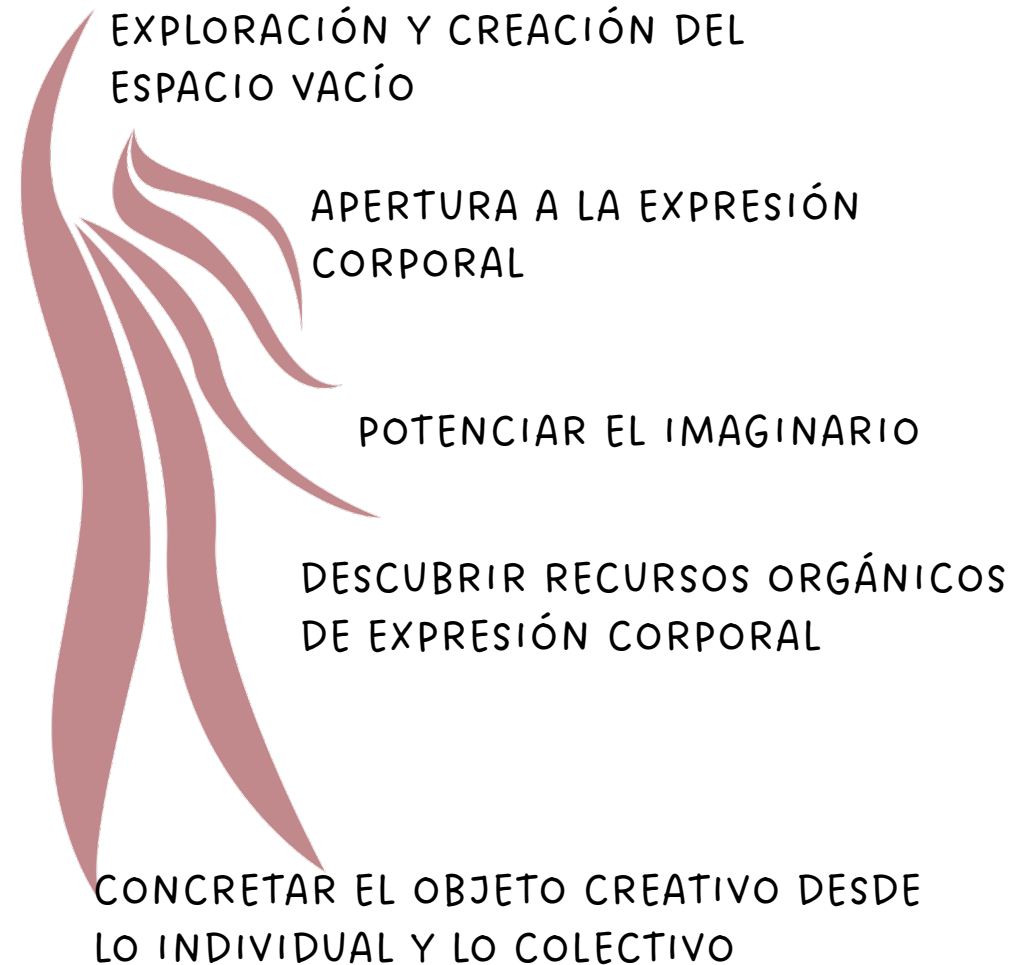 EXPLORACIÓN Y CREACIÓN DEL
ESPACIO VACÍO
APERTURA A LA EXPRESIÓN
CORPORAL
POTENCIAR EL IMAGINARIO
DESCUBRIR RECURSOS ORGÁNICOS
DE EXPRESIÓN CORPORAL
CONCRETAR EL OBJETO CREATIVO DESDE
LO INDIVIDUAL Y LO COLECTIVO